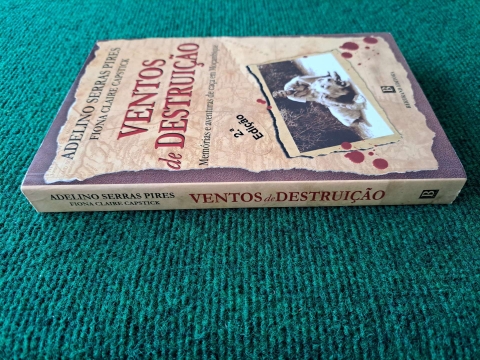 ADELINO SERRAS PIRES
FIONA CLAIRE CAPSTICK
VENTOS
de DESTRUIÇÃO
Memórias e aventuras de caça em Moçambique
2.ª
Edição
B
ADELINO SERRAS PIRES
FIONA CLAIRE CAPSTICK
VENTOS de DESTRUIÇÃO
B